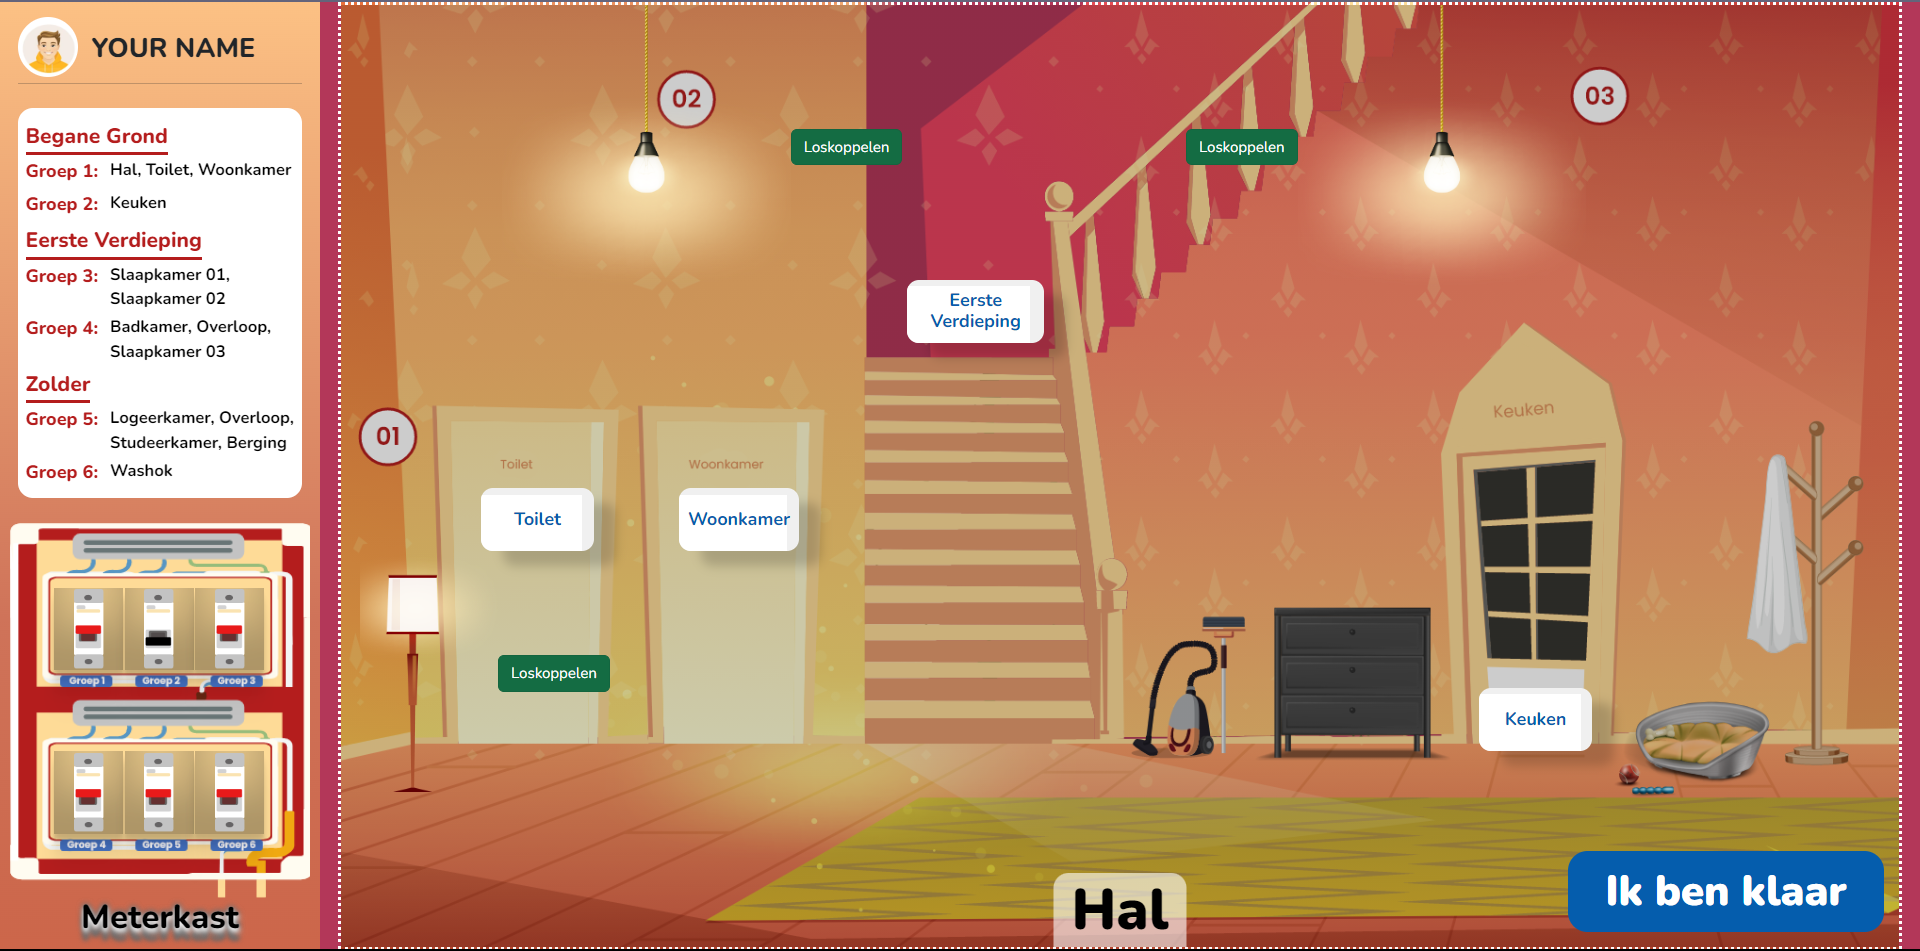 YOUR NAME
Begane Grond
Groep 1: Hal, Toilet, Woonkamer
Groep 2: Keuken
Eerste Verdieping
Groep 3: Slaapkamer 01,
Slaapkamer 02
Groep 4: Badkamer, Overloop,
Slaapkamer 03
Zolder
Groep 5: Logeerkamer, Overloop,
Studeerkamer, Berging
Groep 6: Washok
Groep 1 Groep 2 Groep 3
Groep 4 Groep 5 Groep 6
Meterkast
02
03
Loskoppelen
Loskoppelen
Eerste
Verdieping
Keuken
01
Toilet
Woonkamer
Toilet
Woonkamer
Loskoppelen
Keuken
Ik ben klaar
Hal